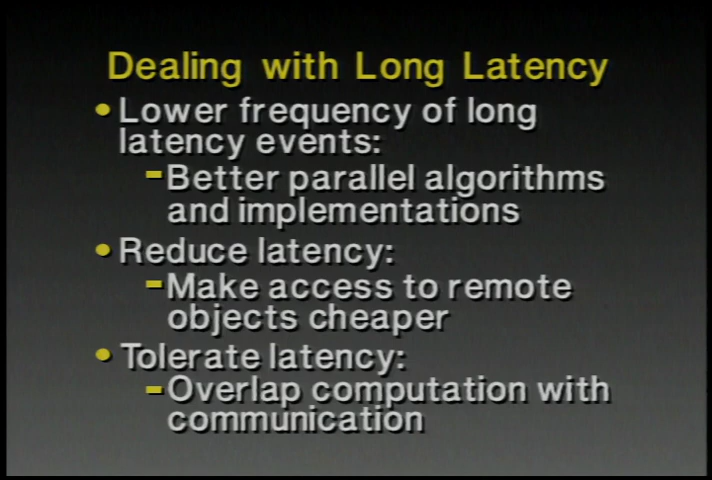 Dealing with Long Latency
• Lower frequency of long
latency events:
- Better parallel algorithms
and implementations
• Reduce latency:
- Make access to remote
objects cheaper
• Tolerate latency:
- Overlap computation with
communication